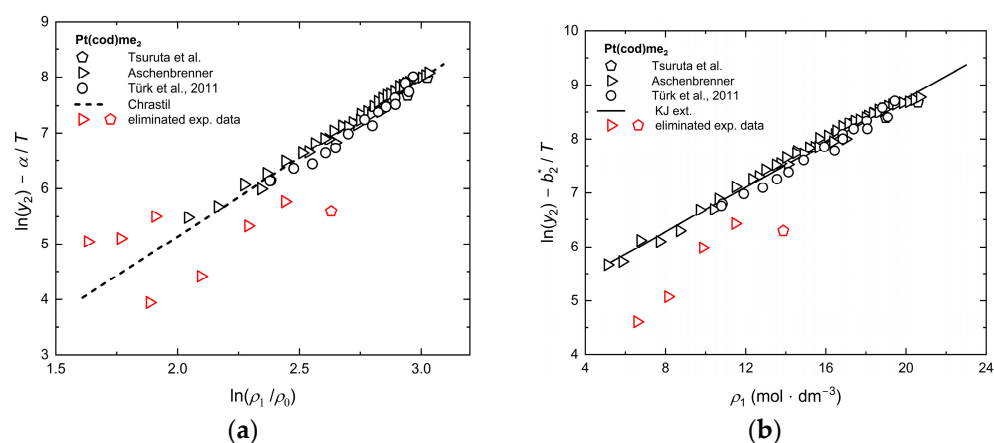 Pt(cod)me₂
Tsuruta et al.
Aschenbrenner
Türk et al., 2011
Chrastil
eliminated exp. data
ln(y₂) − α / T
9
8
7
6
5
4
3
1.5 2.0 2.5 3.0
ln(ρ₁ /ρ₀)
(a)
Pt(cod)me₂
Tsuruta et al.
Aschenbrenner
Türk et al., 2011
KJ ext.
eliminated exp. data
ln(y₂) − b₂* / T
10
9
8
7
6
5
4
4 8 12 16 20 24
ρ₁ (mol · dm⁻³)
(b)